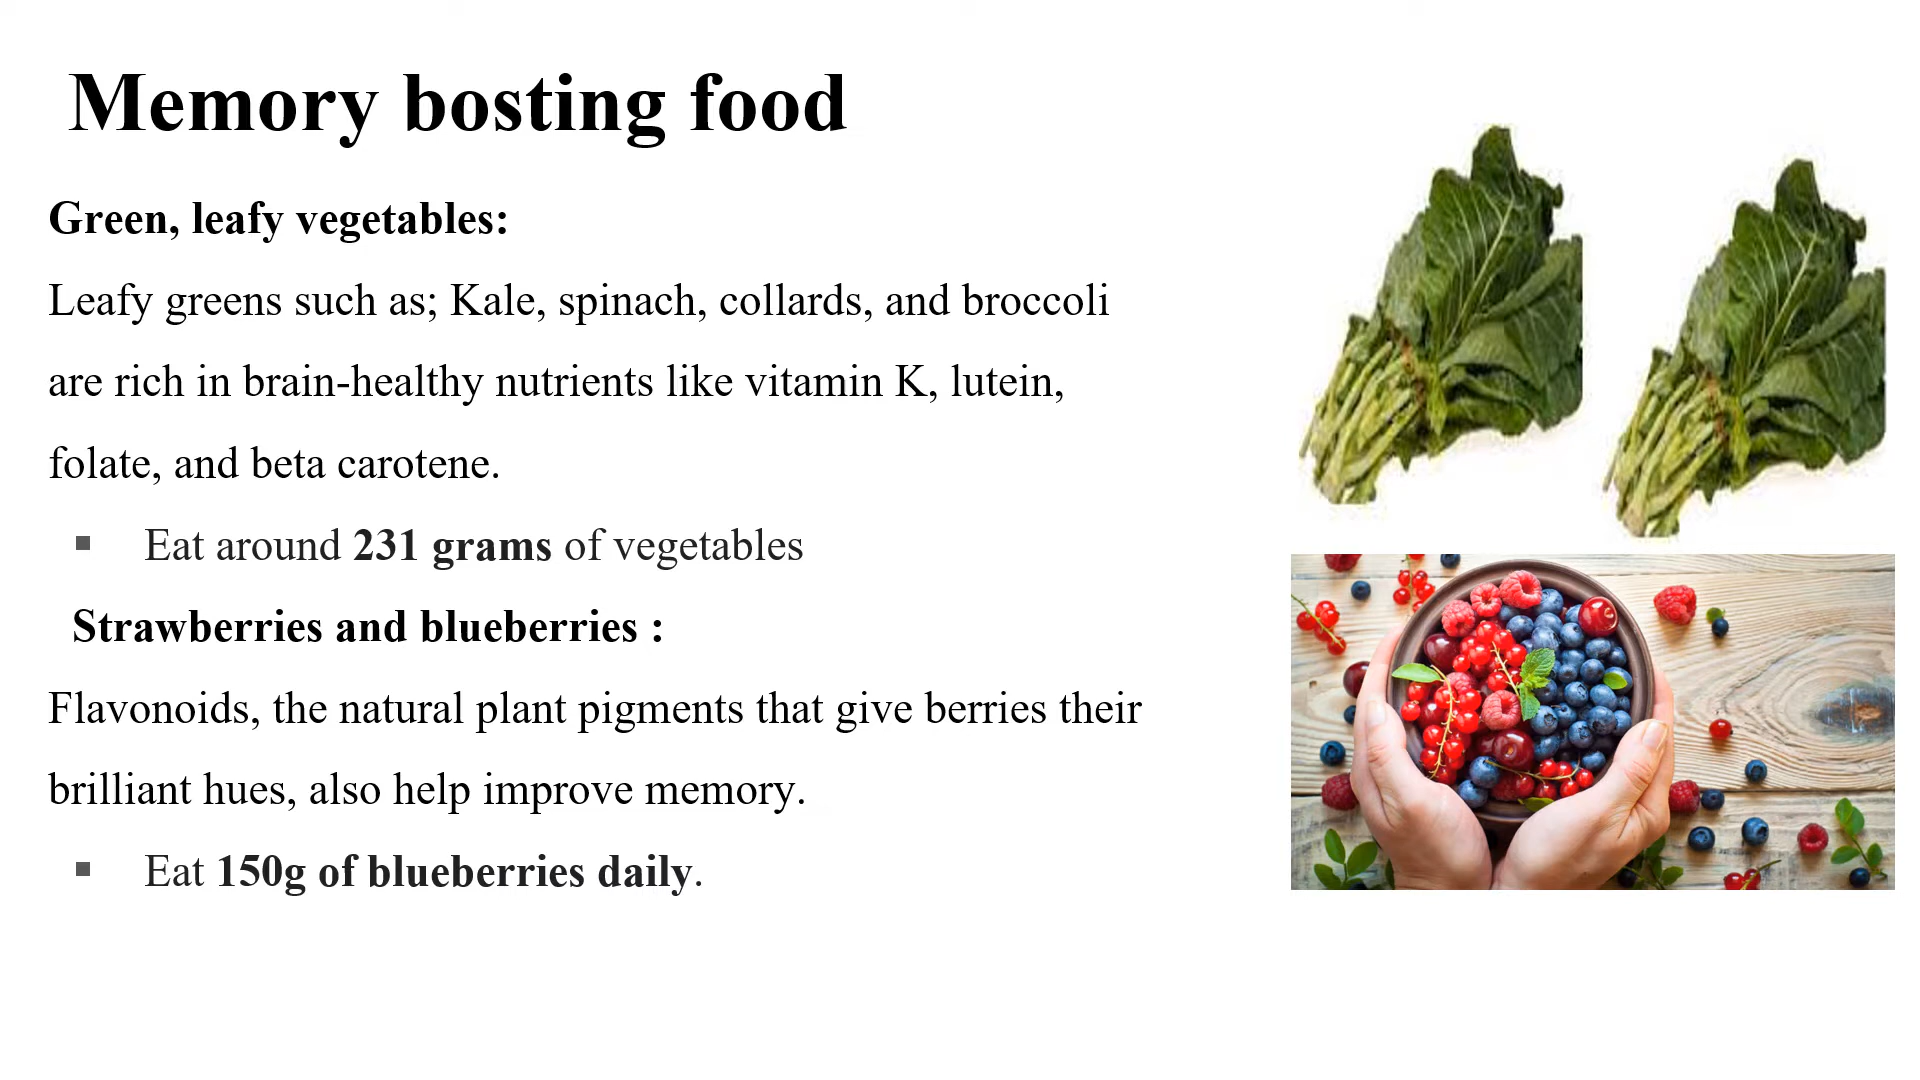 Memory bosting food
Green, leafy vegetables:
Leafy greens such as; Kale, spinach, collards, and broccoli
are rich in brain-healthy nutrients like vitamin K, lutein,
folate, and beta carotene.
▪ Eat around 231 grams of vegetables
Strawberries and blueberries :
Flavonoids, the natural plant pigments that give berries their
brilliant hues, also help improve memory.
▪ Eat 150g of blueberries daily.